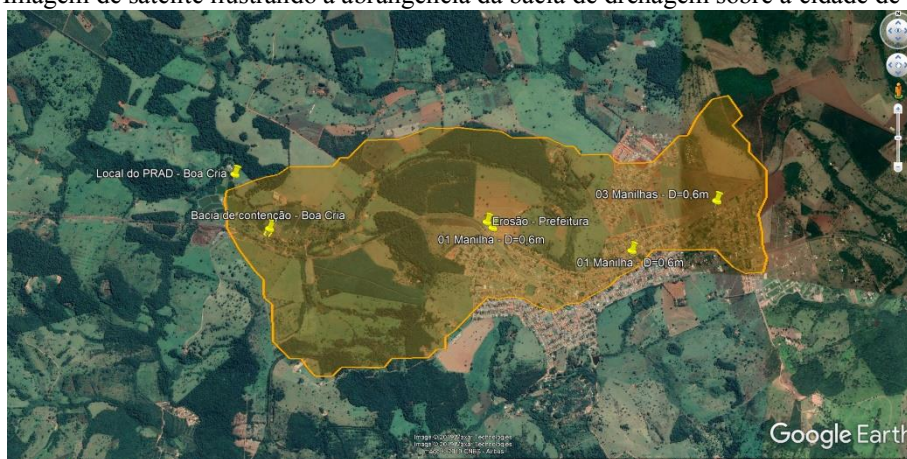 Imagem de satélite ilustrando a abrangência da bacia de drenagem sobre a cidade de
Local do PRAD - Boa Cria
03 Manilhas - D=0,6m
Bacia de contenção - Boa Cria
Erosão - Prefeitura
01 Manilha - D=0,6m
01 Manilha - D=0,6m
Technologies
Technologies
Google Earth